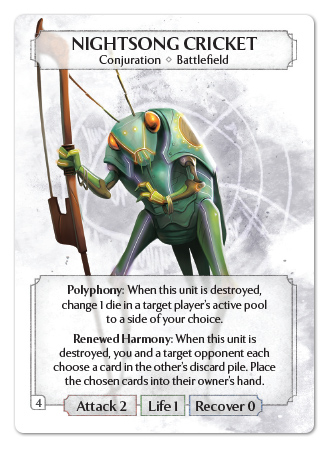 NIGHTSONG CRICKET
Conjuration ⋄ Battlefield
Polyphony: When this unit is destroyed,
change 1 die in a target player's active pool
to a side of your choice.
Renewed Harmony: When this unit is
destroyed, you and a target opponent each
choose a card in the other's discard pile. Place
the chosen cards into their owner's hand.
4 Attack 2 Life 1 Recover 0